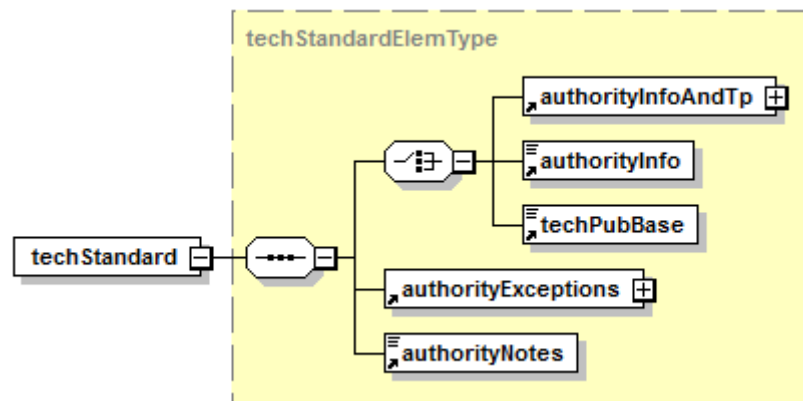 techStandardElemType
authorityInfoAndTp
authorityInfo
techPubBase
techStandard
authorityExceptions
authorityNotes